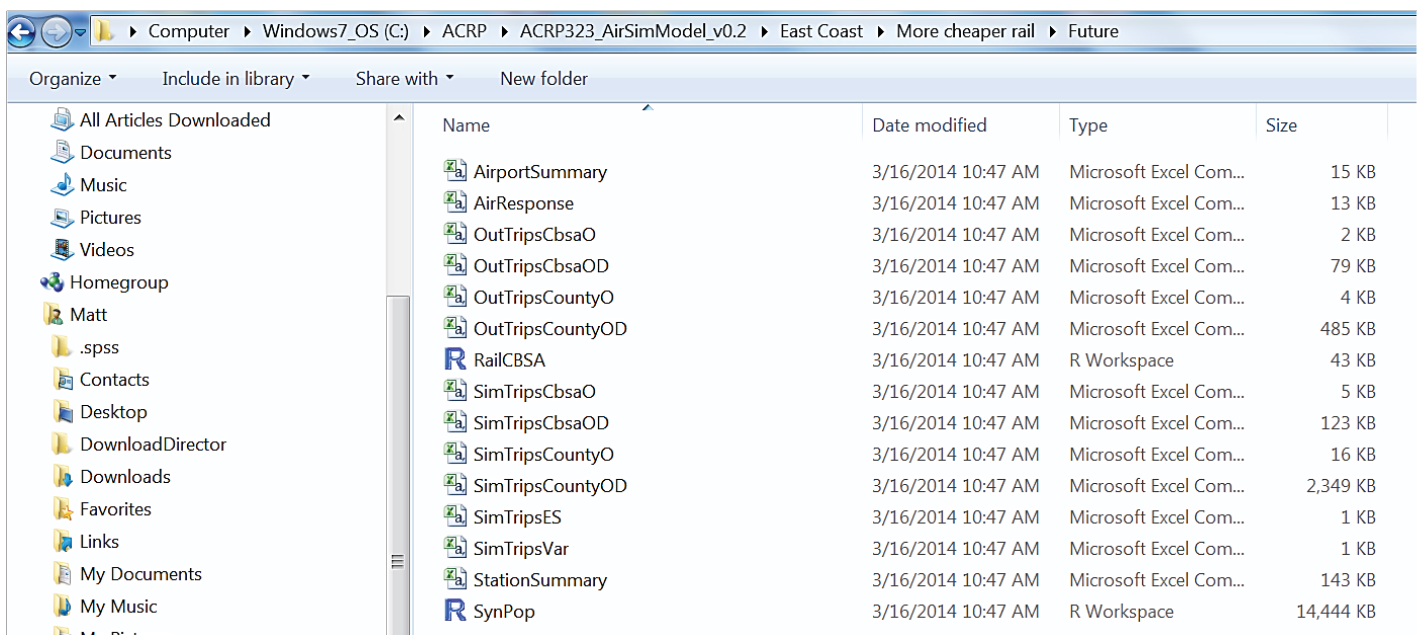 Computer Windows7_OS (C:) ACRP ACRP323_AirSimModel_v0.2 East Coast More cheaper rail Future
Organize Include in library Share with New folder
All Articles Downloaded
Documents
Music
Pictures
Videos
Homegroup
Matt
.spss
Contacts
Desktop
DownloadDirector
Downloads
Favorites
Links
My Documents
My Music
Name Date modified Type Size
AirportSummary 3/16/2014 10:47 AM Microsoft Excel Com... 15 KB
AirResponse 3/16/2014 10:47 AM Microsoft Excel Com... 13 KB
OutTripsCbsaO 3/16/2014 10:47 AM Microsoft Excel Com... 2 KB
OutTripsCbsaOD 3/16/2014 10:47 AM Microsoft Excel Com... 79 KB
OutTripsCountyO 3/16/2014 10:47 AM Microsoft Excel Com... 4 KB
OutTripsCountyOD 3/16/2014 10:47 AM Microsoft Excel Com... 485 KB
RailCBSA 3/16/2014 10:47 AM R Workspace 43 KB
SimTripsCbsaO 3/16/2014 10:47 AM Microsoft Excel Com... 5 KB
SimTripsCbsaOD 3/16/2014 10:47 AM Microsoft Excel Com... 123 KB
SimTripsCountyO 3/16/2014 10:47 AM Microsoft Excel Com... 16 KB
SimTripsCountyOD 3/16/2014 10:47 AM Microsoft Excel Com... 2,349 KB
SimTripsES 3/16/2014 10:47 AM Microsoft Excel Com... 1 KB
SimTripsVar 3/16/2014 10:47 AM Microsoft Excel Com... 1 KB
StationSummary 3/16/2014 10:47 AM Microsoft Excel Com... 143 KB
SynPop 3/16/2014 10:47 AM R Workspace 14,444 KB